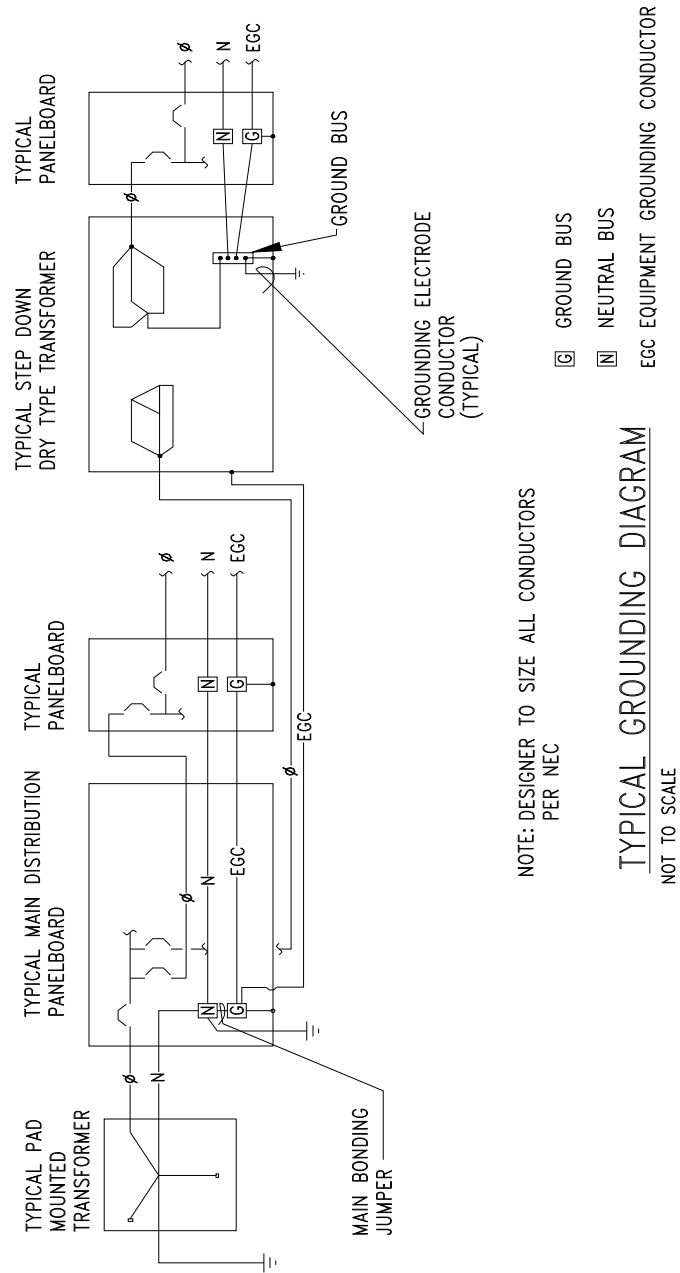 TYPICAL PAD
MOUNTED
TRANSFORMER
TYPICAL MAIN DISTRIBUTION
PANELBOARD
TYPICAL
PANELBOARD
TYPICAL STEP DOWN
DRY TYPE TRANSFORMER
TYPICAL
PANELBOARD
Ø
N
Ø
N
EGC
N
G
Ø
EGC
N
G
Ø
N
EGC
Ø
N
G
Ø
N
EGC
MAIN BONDING
JUMPER
GROUND BUS
GROUNDING ELECTRODE
CONDUCTOR
(TYPICAL)
NOTE: DESIGNER TO SIZE ALL CONDUCTORS
PER NEC
G GROUND BUS
N NEUTRAL BUS
EGC EQUIPMENT GROUNDING CONDUCTOR
TYPICAL GROUNDING DIAGRAM
NOT TO SCALE